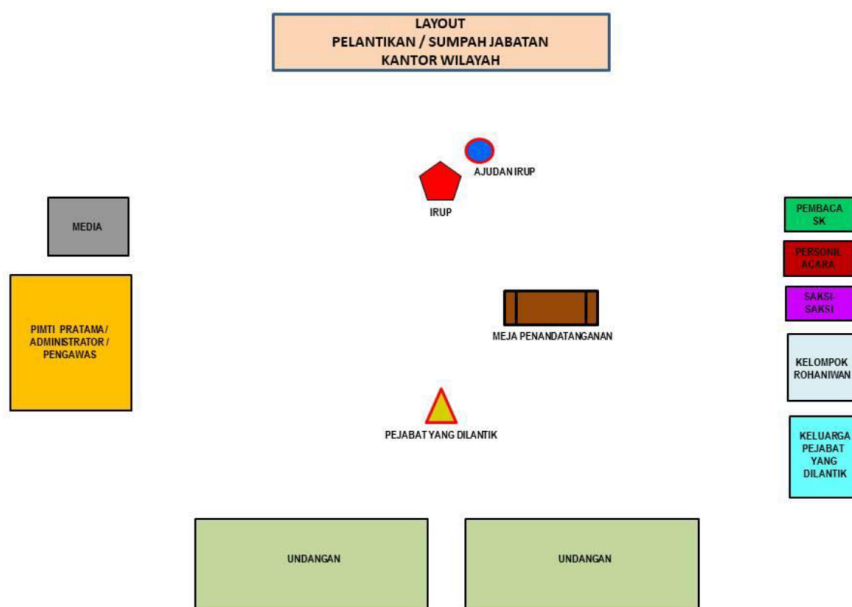 LAYOUT
PELANTIKAN / SUMPAH JABATAN
KANTOR WILAYAH
AJUDAN IRUP
IRUP
MEDIA
PEMBACA
SK
PERSONIL
ACARA
SAKSI-
SAKSI
PIMTI PRATAMA /
ADMINISTRATOR /
PENGAWAS
MEJA PENANDATANGANAN
KELOMPOK
ROHANIWAN
PEJABAT YANG DILANTIK
KELUARGA
PEJABAT
YANG
DILANTIK
UNDANGAN
UNDANGAN